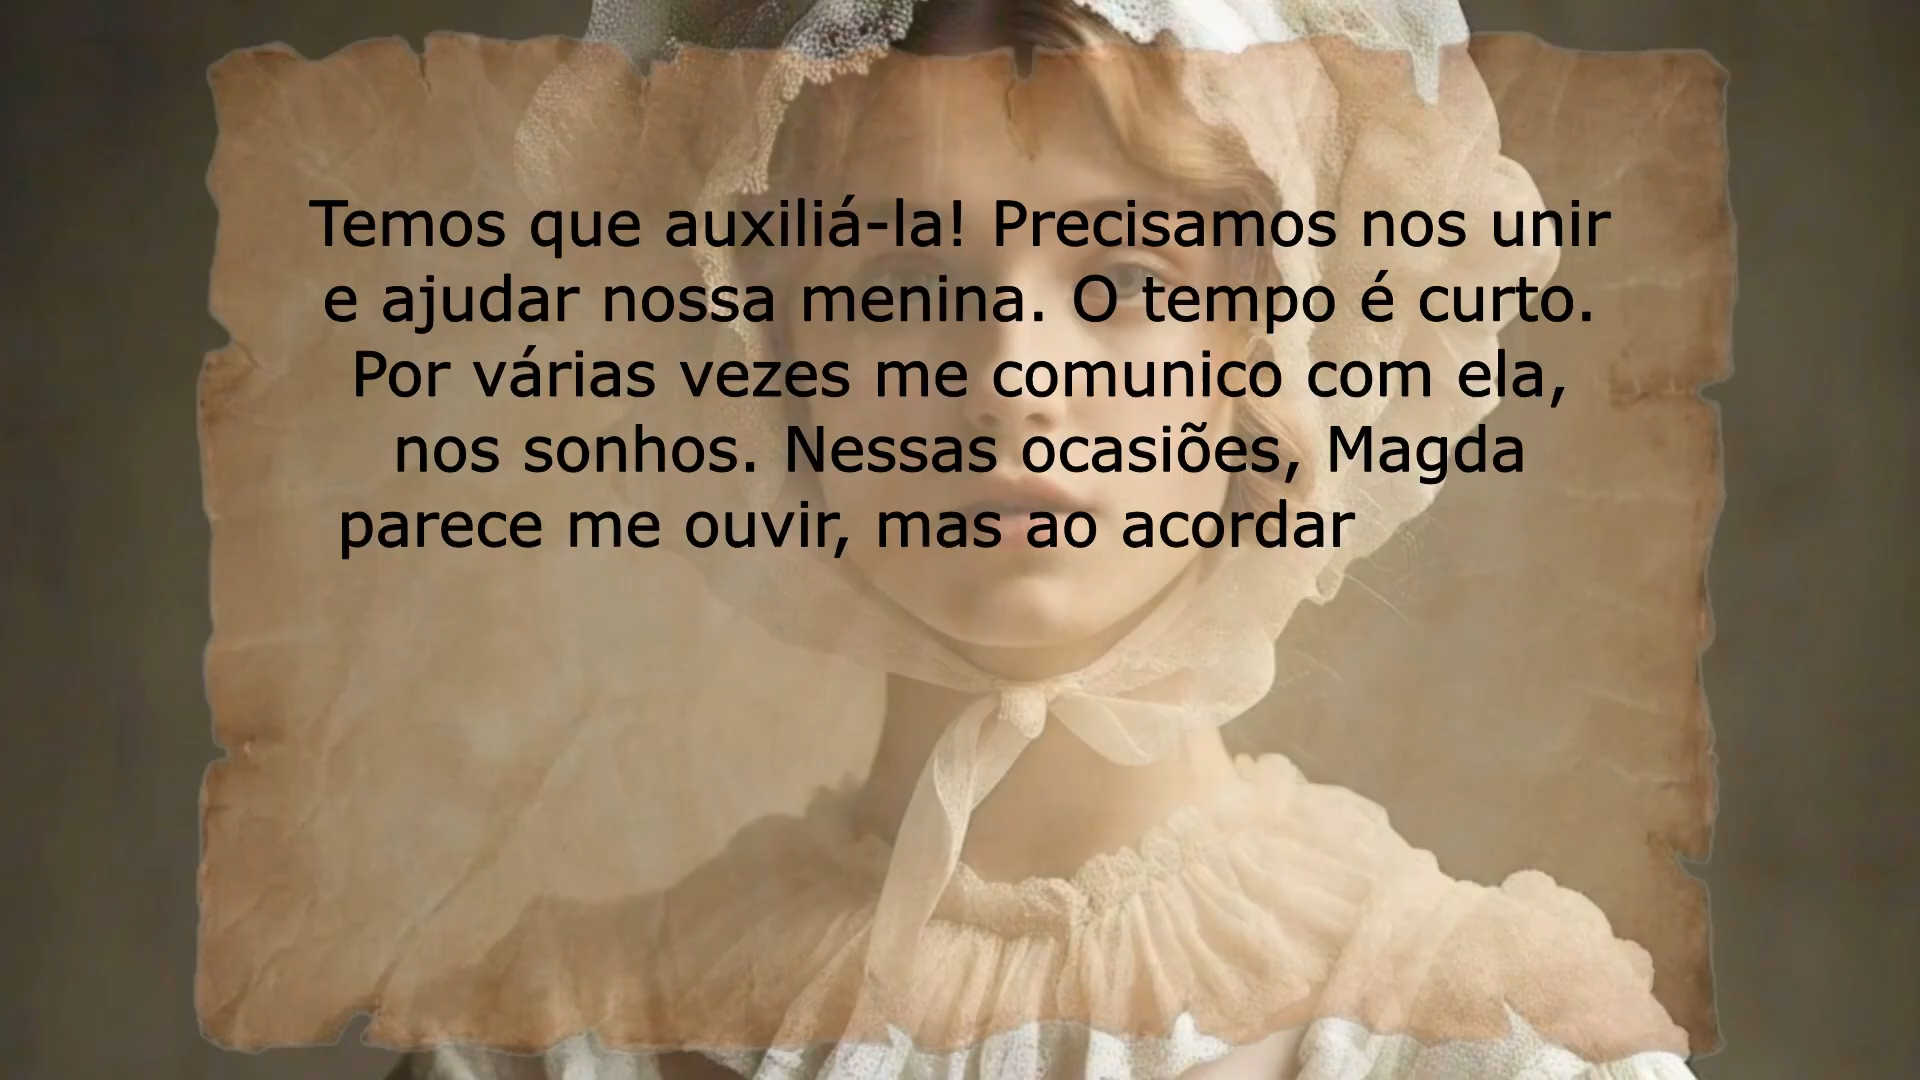 Temos que auxiliá-la! Precisamos nos unir
e ajudar nossa menina. O tempo é curto.
Por várias vezes me comunico com ela,
nos sonhos. Nessas ocasiões, Magda
parece me ouvir, mas ao acordar